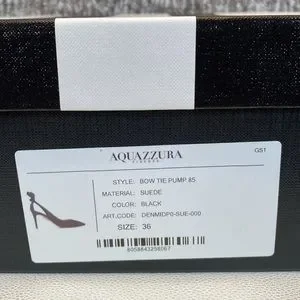 AQUAZZURA
FIRENZE
GS1
STYLE: BOW TIE PUMP 85
MATERIAL: SUEDE
COLOR: BLACK
ART.CODE: DENMIDP0-SUE-000
SIZE: 36
8058843256067